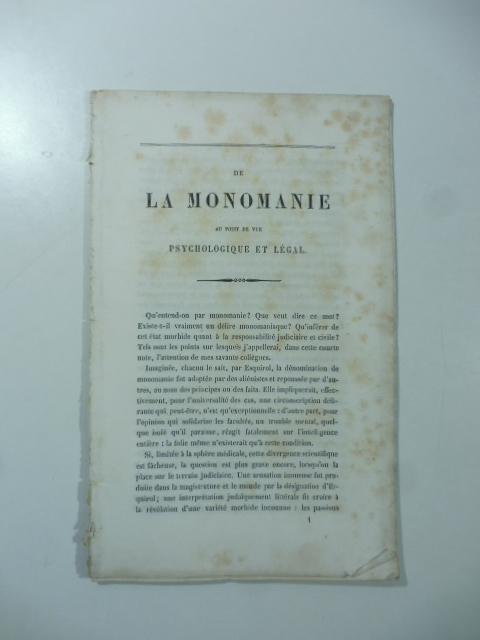 DE
LA MONOMANIE
AU POINT DE VUE
PSYCHOLOGIQUE ET LÉGAL.
Qu'entend-on par monomanie? Que veut dire ce mot?
Existe-t-il vraiment un délire monomaniaque? Qu'inférer de
cet état morbide quant à la responsabilité judiciaire et civile?
Tels sont les points sur lesquels j'appellerai, dans cette courte
note, l'attention de mes savants collègues.
Imaginée, chacun le sait, par Esquirol, la dénomination de
monomanie fut adoptée par des aliénistes et repoussée par d'au-
tres, au nom des principes ou des faits. Elle impliquerait, effec-
tivement, pour l'universalité des cas, une circonscription déli-
rante qui, peut-être, n'est qu'exceptionnelle : d'autre part, pour
l'opinion qui solidarise les facultés, un trouble mental, quel-
que isolé qu'il paraisse, réagit fatalement sur l'intelligence
entière : la folie même n'existerait qu'à cette condition.
Si, limitée à la sphère médicale, cette divergence scientifique
est fâcheuse, la question est plus grave encore, lorsqu'on la
place sur le terrain judiciaire. Une sensation immense fut pro-
duite dans la magistrature et le monde par la désignation d'Es-
quirol; une interprétation judaïquement littérale fit croire à
la révélation d'une variété morbide inconnue : les passions
1